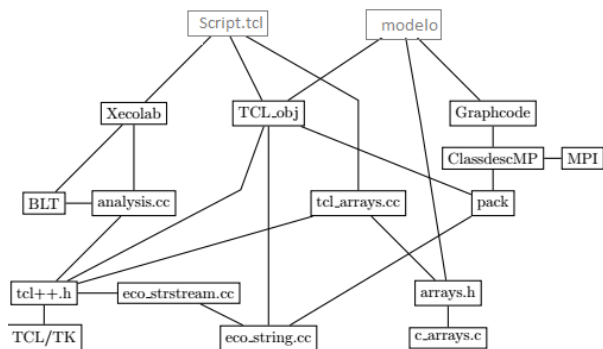 Script.tcl
modelo
Xecolab
TCL_obj
Graphcode
ClassdescMP
MPI
BLT
analysis.cc
tcl_arrays.cc
pack
tcl++.h
eco_strstream.cc
arrays.h
TCL/TK
eco_string.cc
c_arrays.c